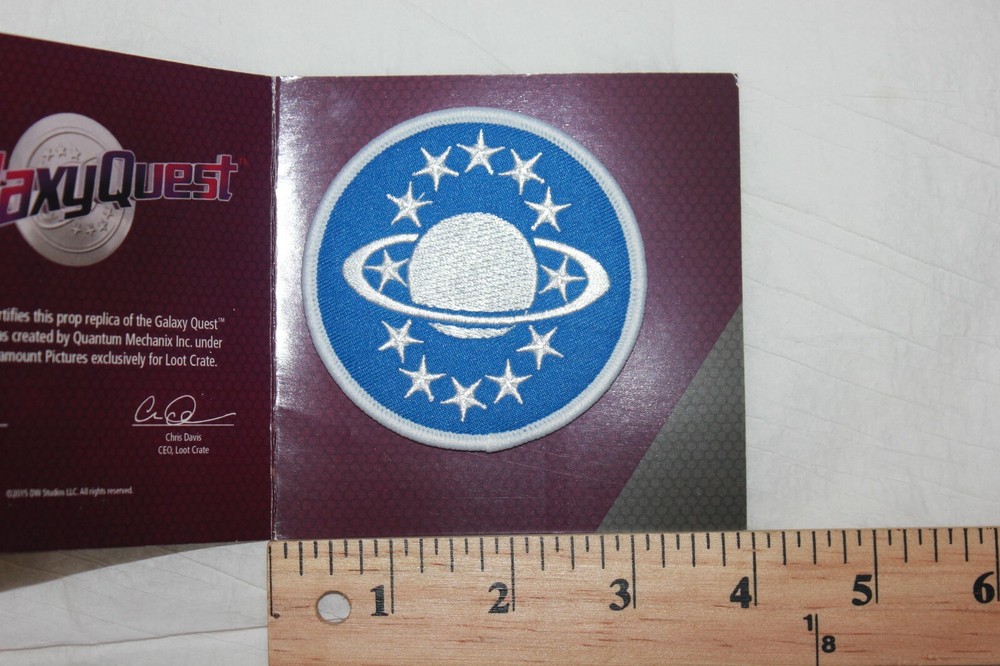 axyQuest™
rtifies this prop replica of the Galaxy Quest™
as created by Quantum Mechanix Inc. under
amount Pictures exclusively for Loot Crate.
Chris Davis
CEO, Loot Crate
©2015 DW Studios LLC. All rights reserved.
1 2 3 4 5 6
1/8